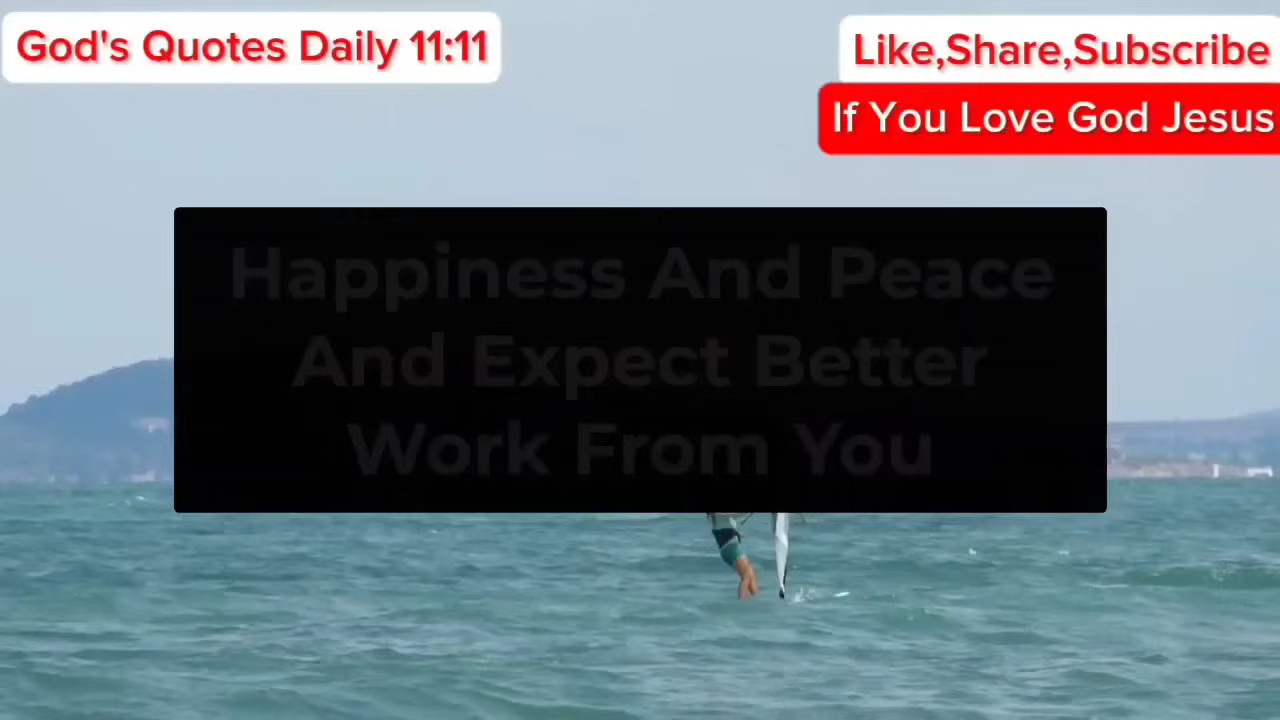 God's Quotes Daily 11:11
Like,Share,Subscribe
If You Love God Jesus
Happiness And Peace
And Expect Better
Work From You